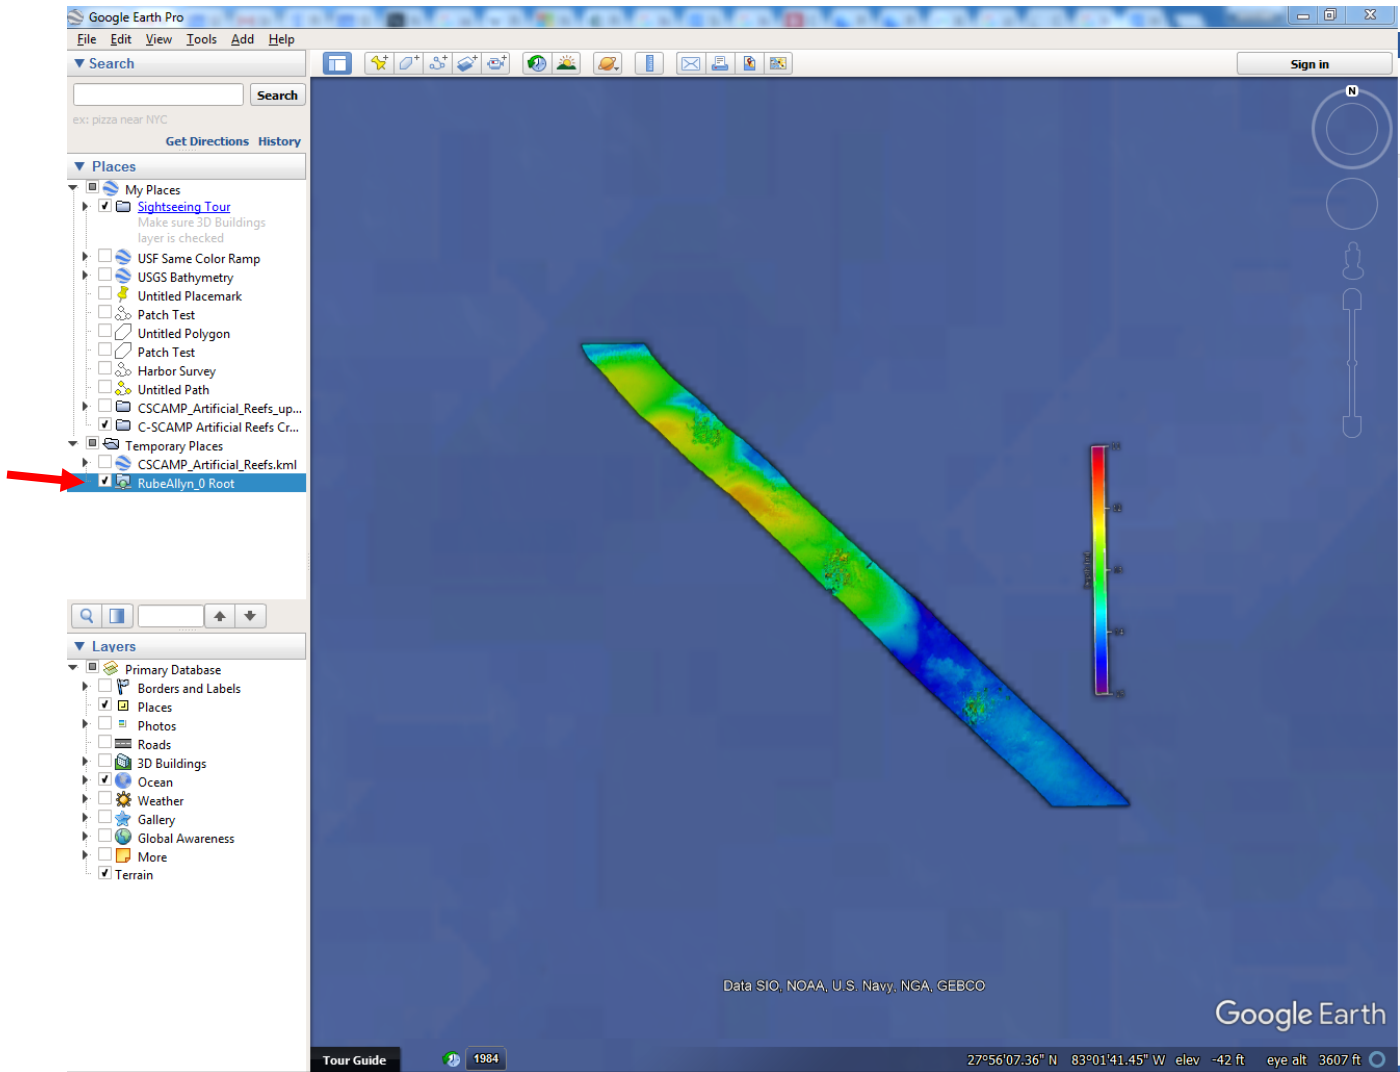 Google Earth Pro
File Edit View Tools Add Help
Search
Sign in
Search
ex: pizza near NYC
Get Directions History
Places
My Places
Sightseeing Tour
Make sure 3D Buildings
layer is checked
USF Same Color Ramp
USGS Bathymetry
Untitled Placemark
Patch Test
Untitled Polygon
Patch Test
Harbor Survey
Untitled Path
CSCAMP_Artificial_Reefs_up...
C-SCAMP Artificial Reefs Cr...
Temporary Places
CSCAMP_Artificial_Reefs.kml
RubeAllyn_0 Root
Layers
Primary Database
Borders and Labels
Places
Photos
Roads
3D Buildings
Ocean
Weather
Gallery
Global Awareness
More
Terrain
N
Data SIO, NOAA, U.S. Navy, NGA, GEBCO
Google Earth
Tour Guide
1984
27°56'07.36" N 83°01'41.45" W elev -42 ft eye alt 3607 ft